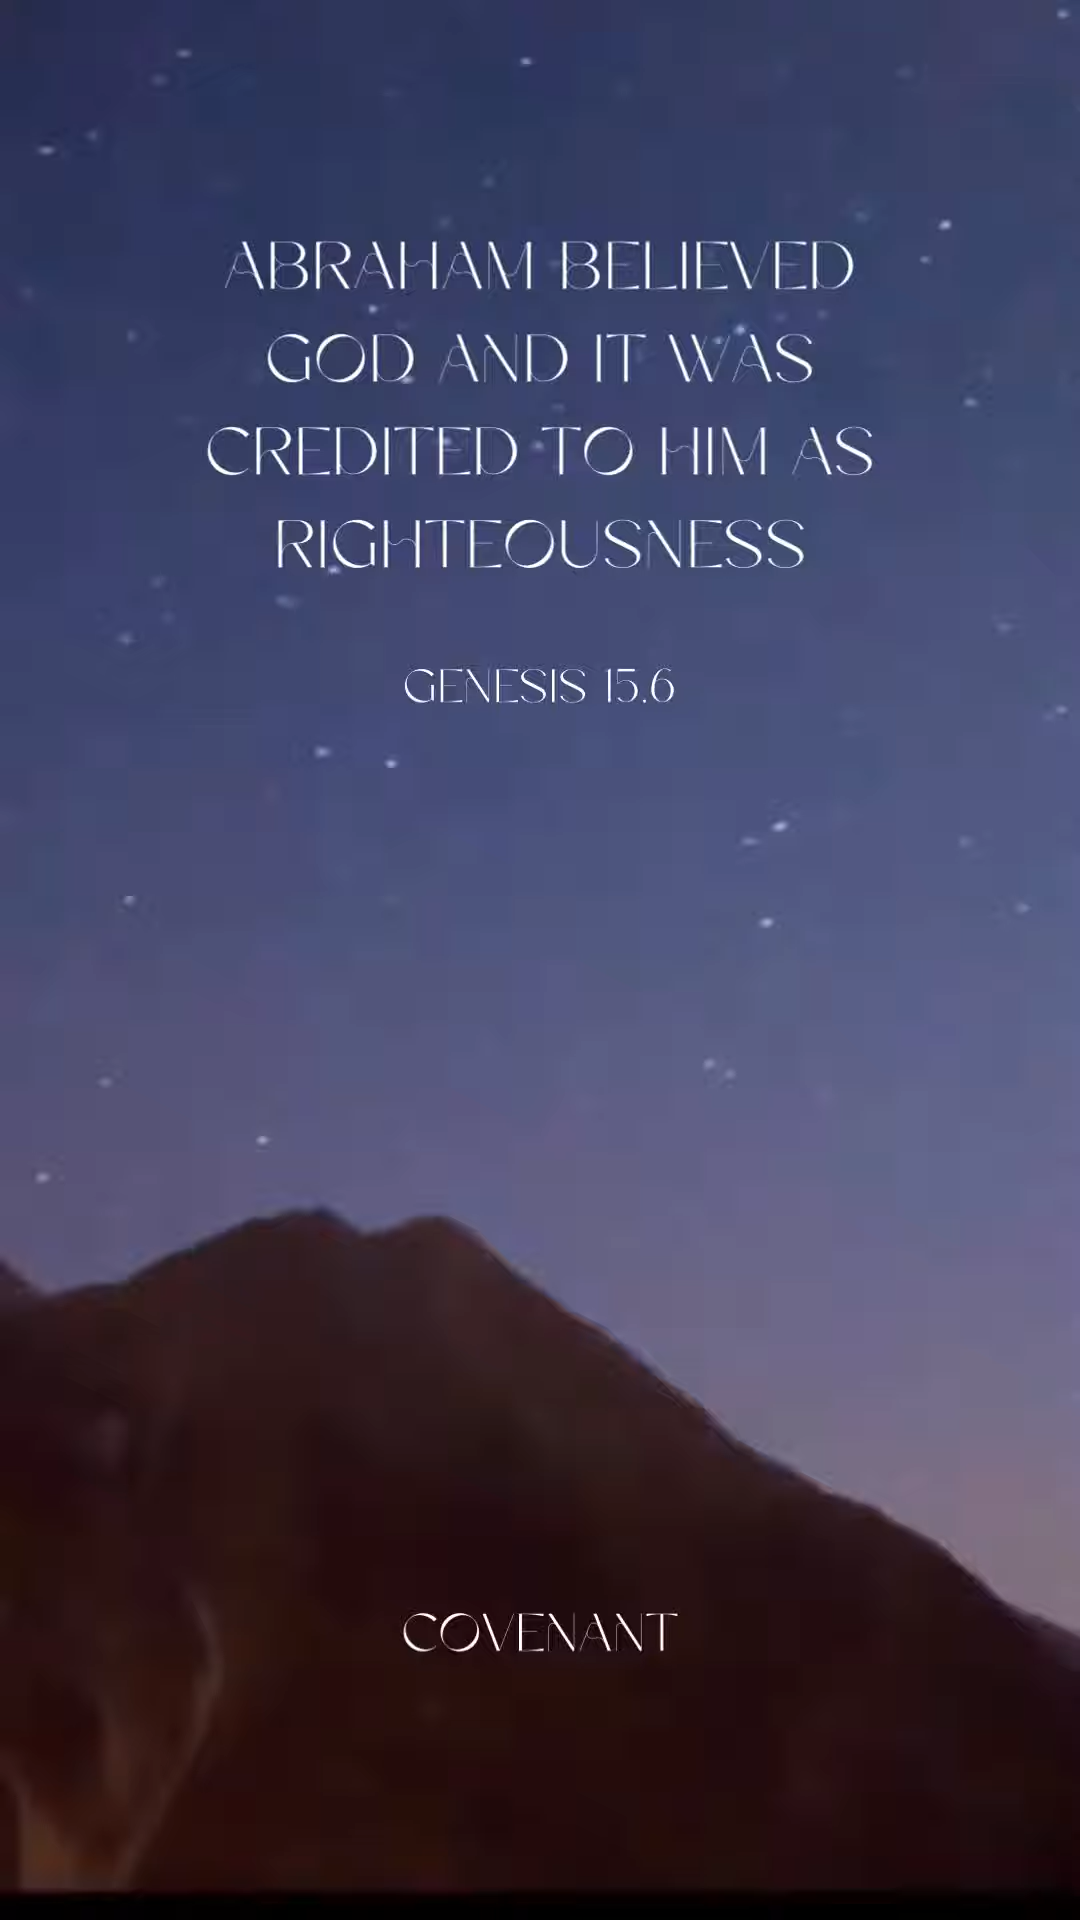 ABRAHAM BELIEVED
GOD AND IT WAS
CREDITED TO HIM AS
RIGHTEOUSNESS
GENESIS 15.6
COVENANT